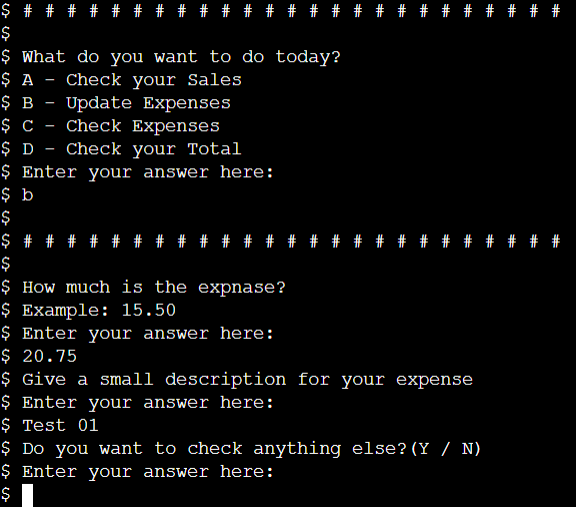 $ # # # # # # # # # # # # # # # # # # # # # # # # #
$
$ What do you want to do today?
$ A - Check your Sales
$ B - Update Expenses
$ C - Check Expenses
$ D - Check your Total
$ Enter your answer here:
$ b
$
$ # # # # # # # # # # # # # # # # # # # # # # # # #
$
$ How much is the expnase?
$ Example: 15.50
$ Enter your answer here:
$ 20.75
$ Give a small description for your expense
$ Enter your answer here:
$ Test 01
$ Do you want to check anything else?(Y / N)
$ Enter your answer here:
$